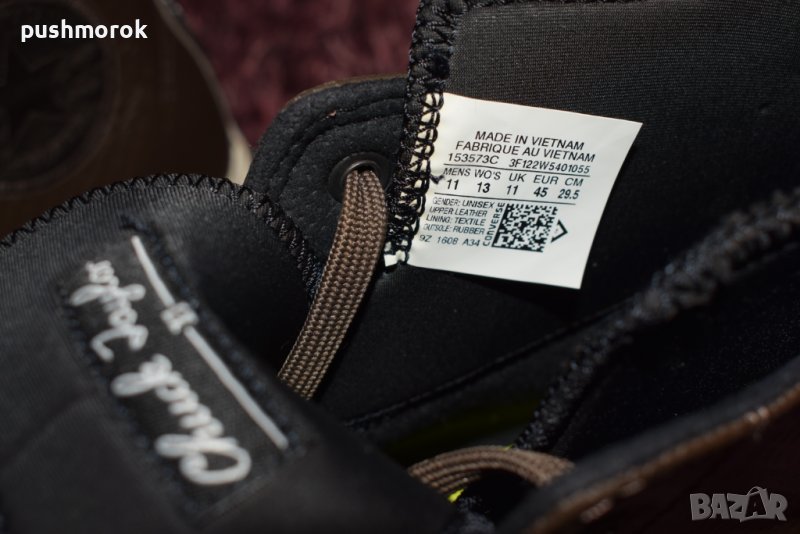 pushmorok
MADE IN VIETNAM
FABRIQUE AU VIETNAM
153573C 3F122W5401055
MENS WO'S UK EUR CM
11 13 11 45 29.5
GENDER: UNISEX
UPPER: LEATHER
LINING: TEXTILE
OUTSOLE: RUBBER
9Z 1608 A34
CONVERSE
Chuck Taylor
II
BAZAR